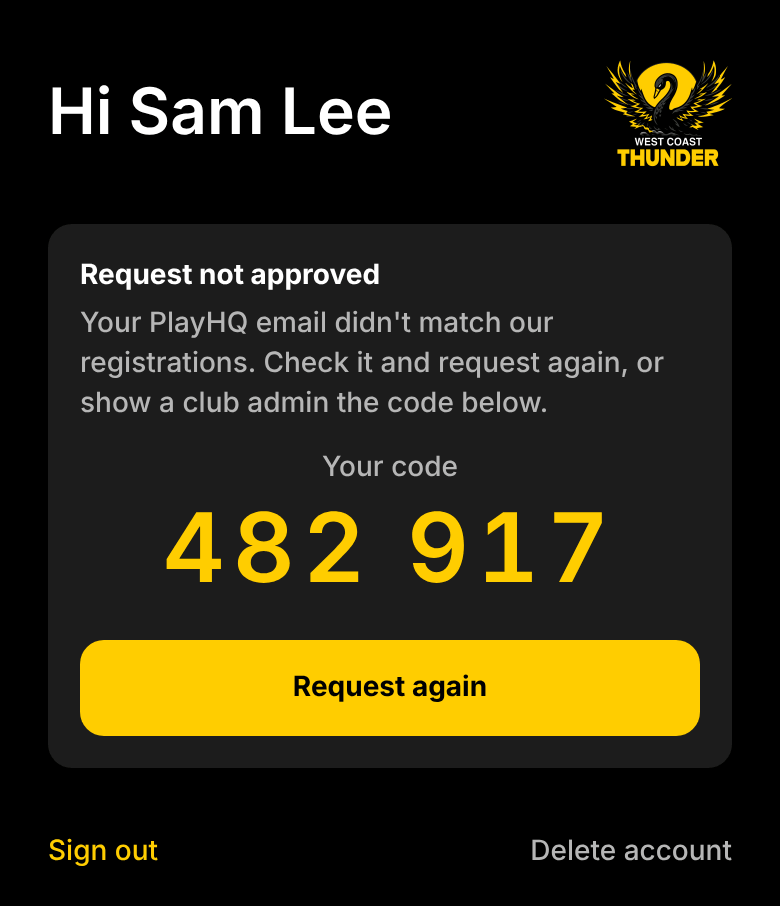 Hi Sam Lee
WEST COAST
THUNDER
Request not approved
Your PlayHQ email didn't match our
registrations. Check it and request again, or
show a club admin the code below.
Your code
482 917
Request again
Sign out
Delete account